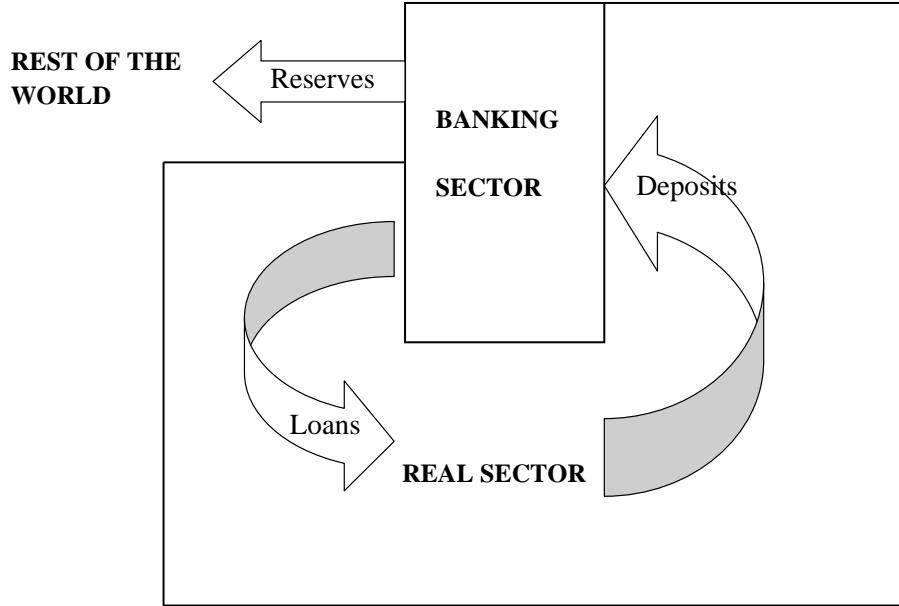 REST OF THE
WORLD
Reserves
BANKING
SECTOR
Deposits
Loans
REAL SECTOR